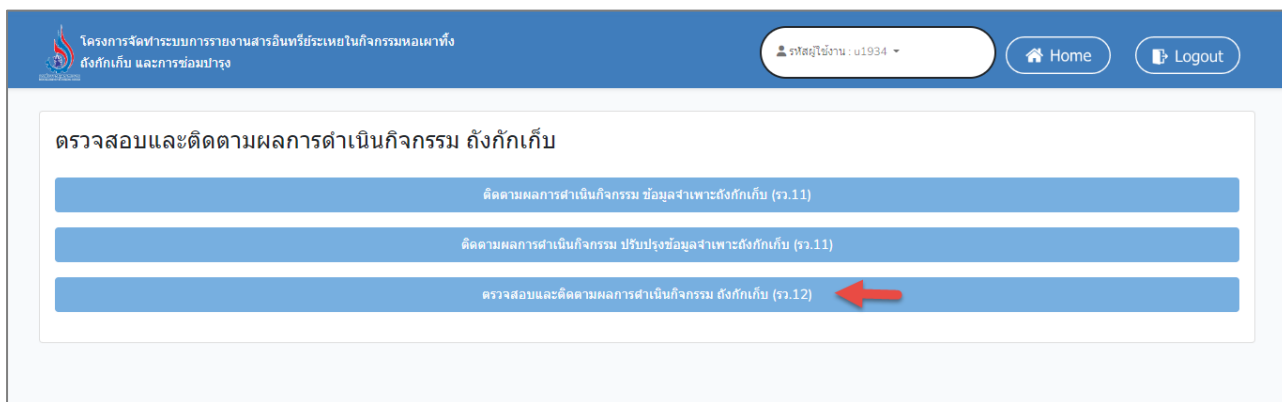 โครงการจัดทำระบบการรายงานสารอินทรีย์ระเหยในกิจกรรมหอเผาทิ้ง
ถังกักเก็บ และการซ่อมบำรุง
รหัสผู้ใช้งาน : u1934
Home
Logout
ตรวจสอบและติดตามผลการดำเนินกิจกรรม ถังกักเก็บ
ติดตามผลการดำเนินกิจกรรม ข้อมูลจำเพาะถังกักเก็บ (รว.11)
ติดตามผลการดำเนินกิจกรรม ปรับปรุงข้อมูลจำเพาะถังกักเก็บ (รว.11)
ตรวจสอบและติดตามผลการดำเนินกิจกรรม ถังกักเก็บ (รว.12)